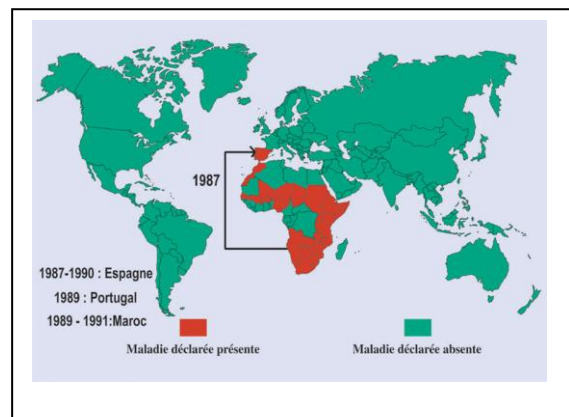 1987
1987-1990 : Espagne
1989 : Portugal
1989 - 1991:Maroc
Maladie déclarée présente
Maladie déclarée absente